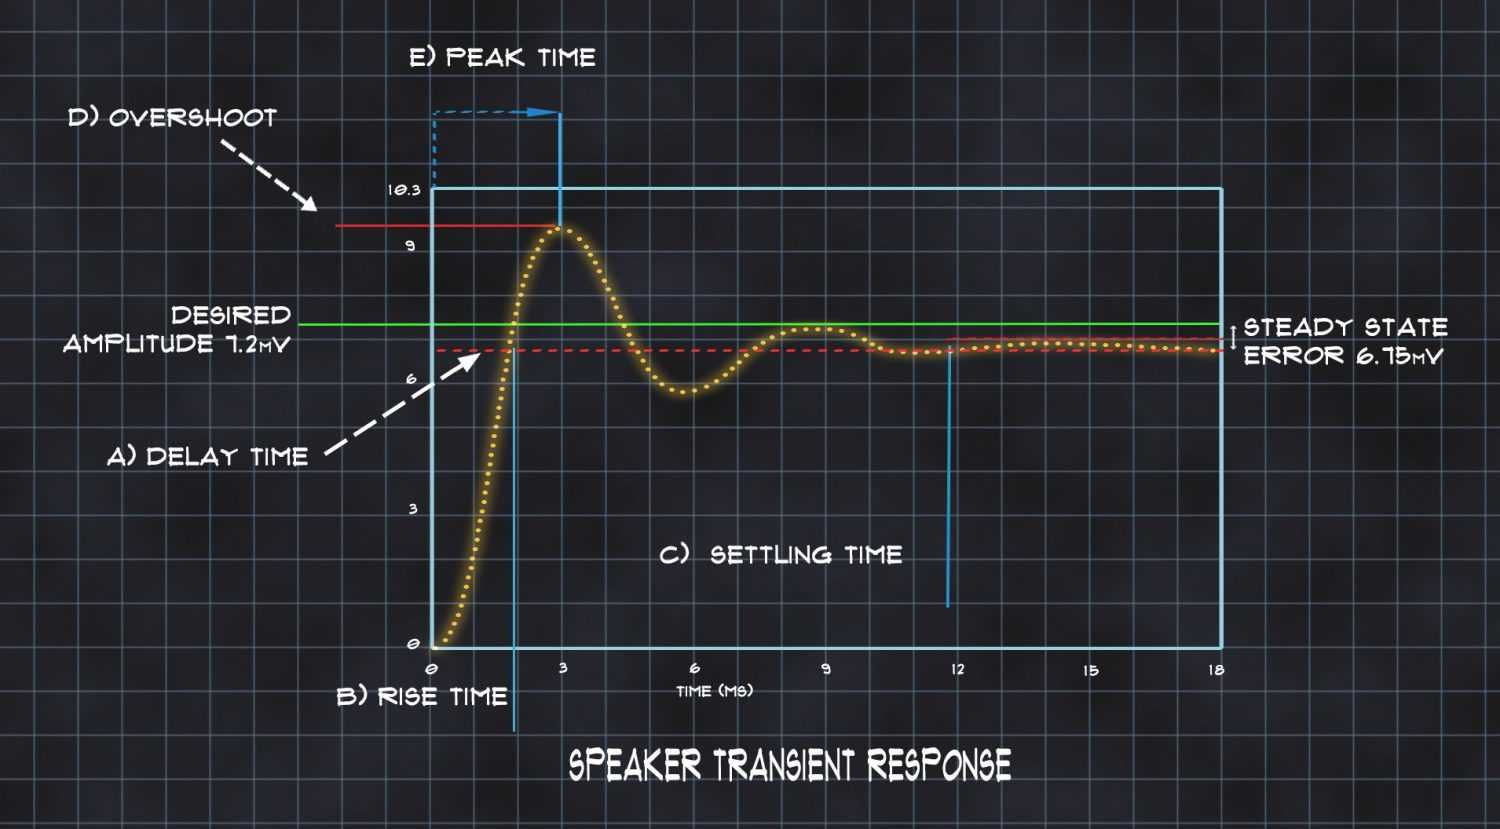 E) PEAK TIME
D) OVERSHOOT
10.3
9
DESIRED
AMPLITUDE 7.2MV
STEADY STATE
ERROR 6.75MV
6
A) DELAY TIME
3
C) SETTLING TIME
0
0 3 6 9 12 15 18
B) RISE TIME
TIME (MS)
SPEAKER TRANSIENT RESPONSE